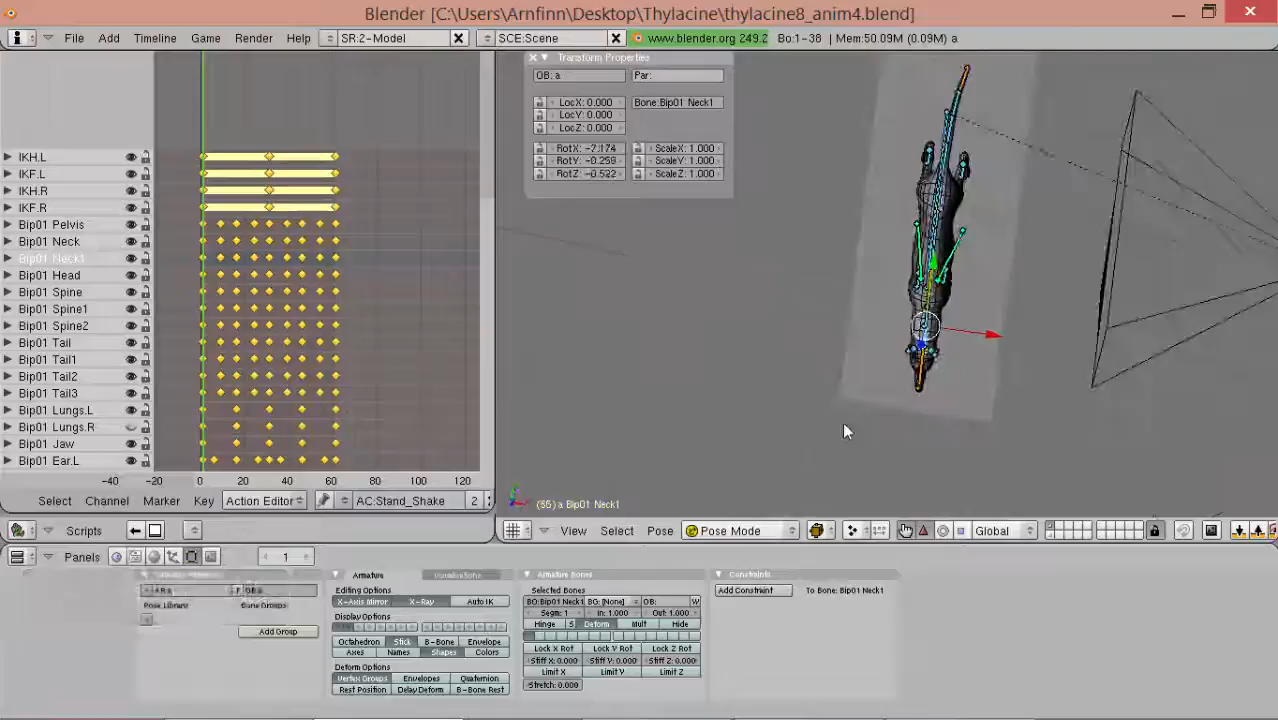 Blender [C:\Users\Arnfinn\Desktop\Thylacine\thylacine8_anim4.blend]
File Add Timeline Game Render Help SR:2-Model SCE:Scene www.blender.org 249.2 Bo:1-38 | Mem:50.09M (0.09M) a
Transform Properties
OB: a Par:
LocX: 0.000 Bone:Bip01 Neck1
LocY: 0.000
LocZ: 0.000
RotX: -7.174 ScaleX: 1.000
RotY: -0.259 ScaleY: 1.000
RotZ: -0.522 ScaleZ: 1.000
IKH.L
IKF.L
IKH.R
IKF.R
Bip01 Pelvis
Bip01 Neck
Bip01 Neck1
Bip01 Head
Bip01 Spine
Bip01 Spine1
Bip01 Spine2
Bip01 Tail
Bip01 Tail1
Bip01 Tail2
Bip01 Tail3
Bip01 Lungs.L
Bip01 Lungs.R
Bip01 Jaw
Bip01 Ear.L
-40 -20 0 20 40 60 80 100 120
Select Channel Marker Key Action Editor AC:Stand_Shake 2
(55) a Bip01 Neck1
Scripts
View Select Pose Pose Mode Global
Panels 1
Armature Armature Bones Constraints
Editing Options Selected Bones Add Constraint To Bone: Bip01 Neck1
X-Axis Mirror X-Ray Auto IK BO:Bip01 Neck1 BG: [None] OB: W
Pose Library Bone Groups
Segm: 1 In: 1.000 Out: 1.000
Display Options Hinge S Deform Mult Hide
Add Group
Octahedron Stick B-Bone Envelope
Axes Names Shapes Colors
Lock X Rot Lock Y Rot Lock Z Rot
Stiff X: 0.000 Stiff Y: 0.000 Stiff Z: 0.000
Deform Options Limit X Limit Y Limit Z
Vertex Groups Envelopes Quaternion
Stretch: 0.000
Rest Position Delay Deform B-Bone Rest